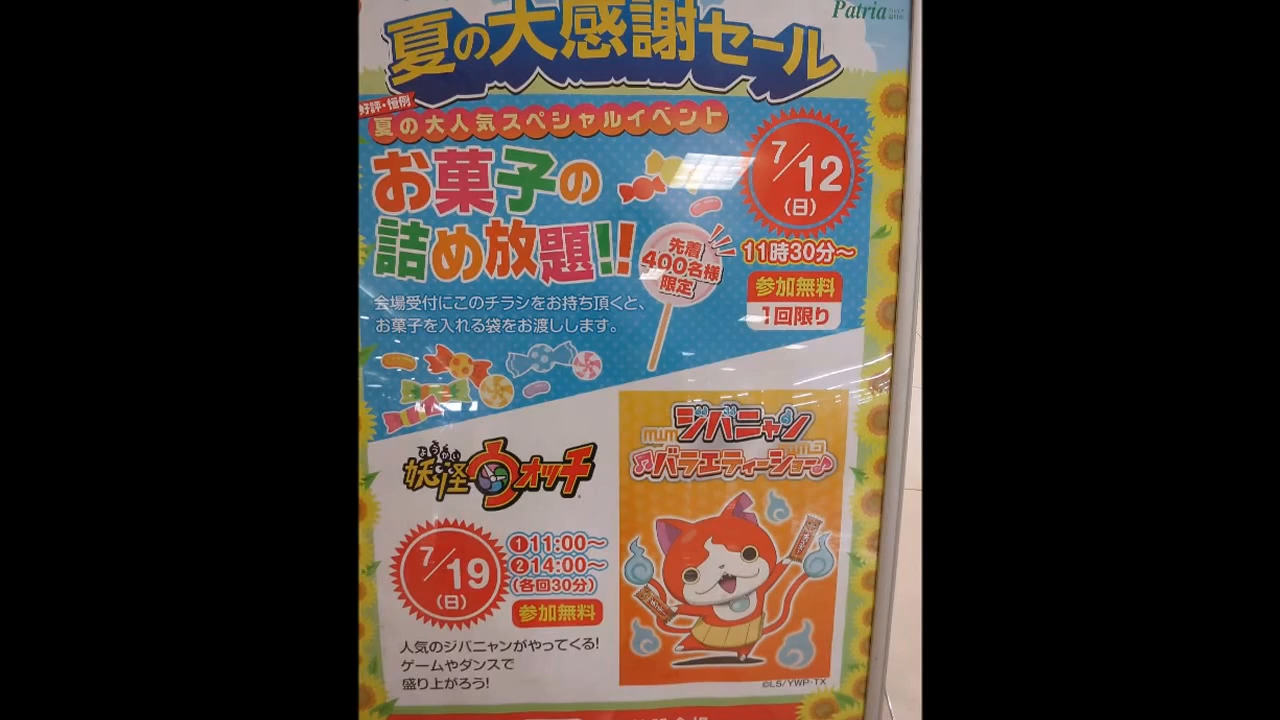 Patria
夏の大感謝セール
好評・恒例
夏の大人気スペシャルイベント
お菓子の
詰め放題!!
先着
400名様
限定
7/12
(日)
11時30分～
参加無料
1回限り
会場受付にこのチラシをお持ち頂くと、
お菓子を入れる袋をお渡しします。
ようかい
妖怪ウォッチ
7/19
(日)
❶11:00～
❷14:00～
(各回30分)
参加無料
人気のジバニャンがやってくる!
ゲームやダンスで
盛り上がろう!
ジバニャン
♫バラエティーショー♪
©L5/YWP･TX